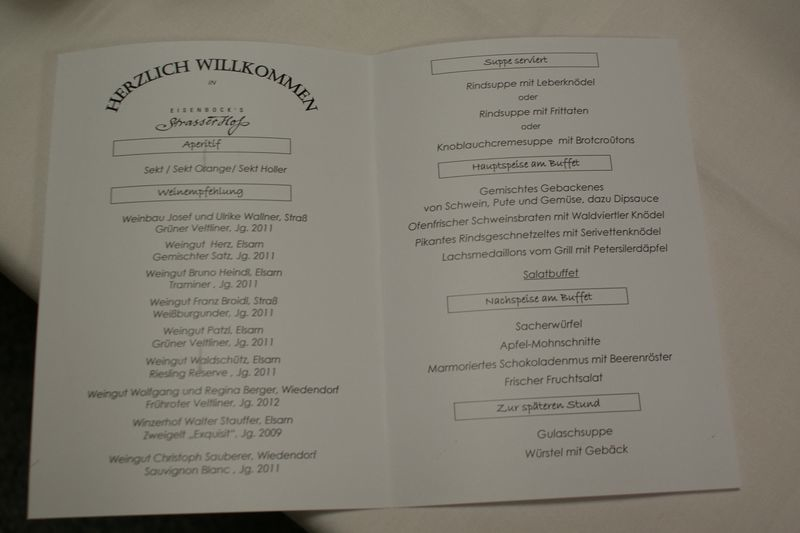 HERZLICH WILLKOMMEN
IN
EISENBOCK'S
Strasser Hof
Aperitif
Sekt / Sekt Orange/ Sekt Holler
Weinempfehlung
Weinbau Josef und Ulrike Wallner, Straß
Grüner Veltliner, Jg. 2011
Weingut Herz, Elsarn
Gemischter Satz, Jg. 2011
Weingut Bruno Heindl, Elsarn
Traminer , Jg. 2011
Weingut Franz Broidl, Straß
Weißburgunder, Jg. 2011
Weingut Patzl, Elsarn
Grüner Veltliner, Jg. 2011
Weingut Waldschütz, Elsarn
Riesling Reserve , Jg. 2011
Weingut Wolfgang und Regina Berger, Wiedendorf
Frühroter Veltliner, Jg. 2012
Winzerhof Walter Stauffer, Elsarn
Zweigelt „Exquisit“, Jg. 2009
Weingut Christoph Sauberer, Wiedendorf
Sauvignon Blanc , Jg. 2011
Suppe serviert
Rindsuppe mit Leberknödel
oder
Rindsuppe mit Frittaten
oder
Knoblauchcremesuppe mit Brotcroûtons
Hauptspeise am Buffet
Gemischtes Gebackenes
von Schwein, Pute und Gemüse, dazu Dipsauce
Ofenfrischer Schweinsbraten mit Waldviertler Knödel
Pikantes Rindsgeschnetzeltes mit Serivettenknödel
Lachsmedaillons vom Grill mit Petersilerdäpfel
Salatbuffet
Nachspeise am Buffet
Sacherwürfel
Apfel-Mohnschnitte
Marmoriertes Schokoladenmus mit Beerenröster
Frischer Fruchtsalat
Zur späteren Stund
Gulaschsuppe
Würstel mit Gebäck